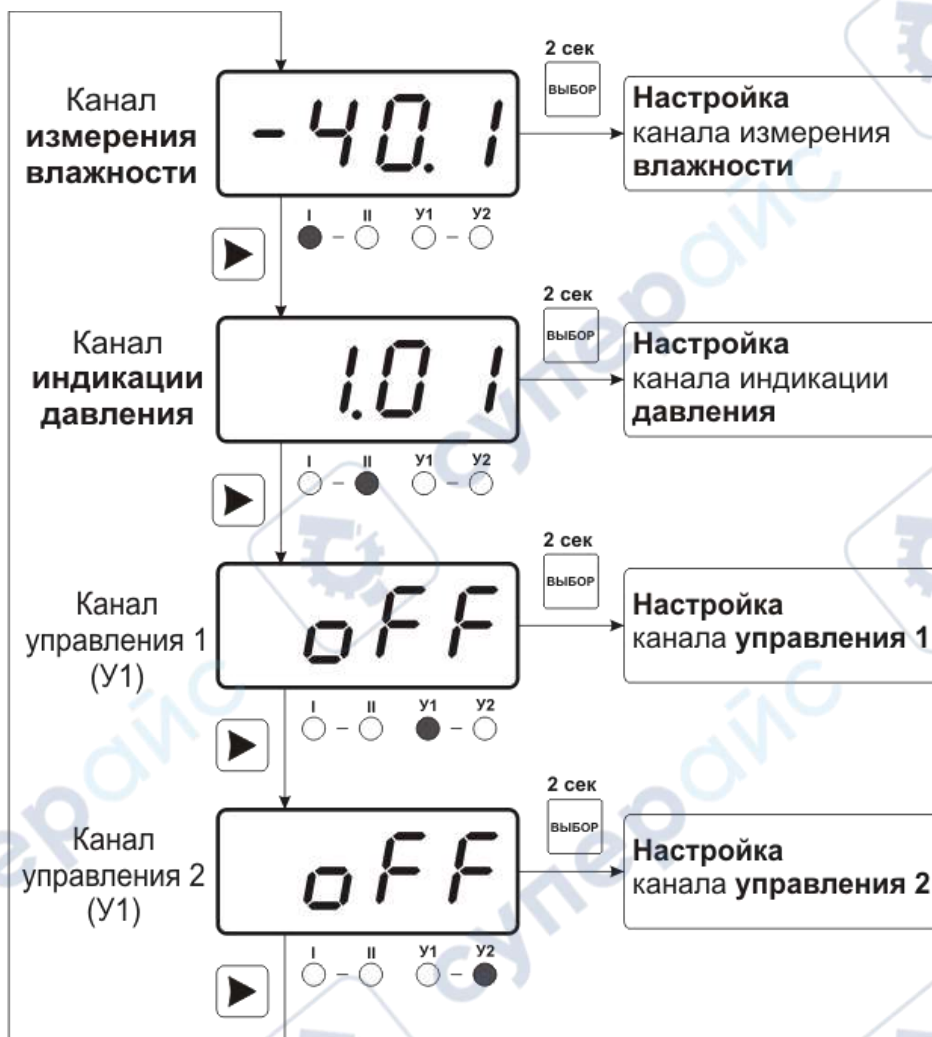 Канал
измерения
влажности
-40.1
2 сек
ВЫБОР
Настройка
канала измерения
влажности
I – II У1 – У2
Канал
индикации
давления
1.01
2 сек
ВЫБОР
Настройка
канала индикации
давления
I – II У1 – У2
Канал
управления 1
(У1)
oFF
2 сек
ВЫБОР
Настройка
канала управления 1
I – II У1 – У2
Канал
управления 2
(У1)
oFF
2 сек
ВЫБОР
Настройка
канала управления 2
I – II У1 – У2
суперайс
суперайс
суперайс